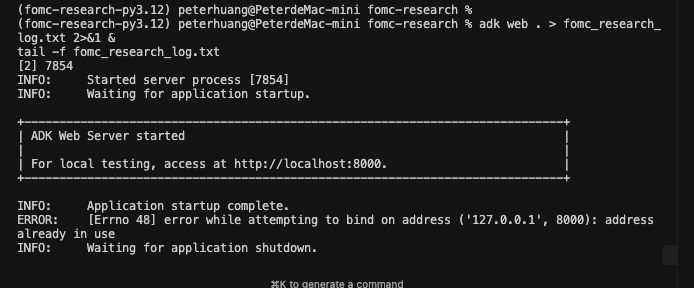 (fomc-research-py3.12) peterhuang@PeterdeMac-mini fomc-research %
(fomc-research-py3.12) peterhuang@PeterdeMac-mini fomc-research % adk web . > fomc_research_
log.txt 2>&1 &
tail -f fomc_research_log.txt
[2] 7854
INFO:     Started server process [7854]
INFO:     Waiting for application startup.
+-----------------------------------------------------------------------------+
| ADK Web Server started                                                      |
|                                                                             |
| For local testing, access at http://localhost:8000.                         |
+-----------------------------------------------------------------------------+
INFO:     Application startup complete.
ERROR:    [Errno 48] error while attempting to bind on address ('127.0.0.1', 8000): address
already in use
INFO:     Waiting for application shutdown.
⌘K to generate a command